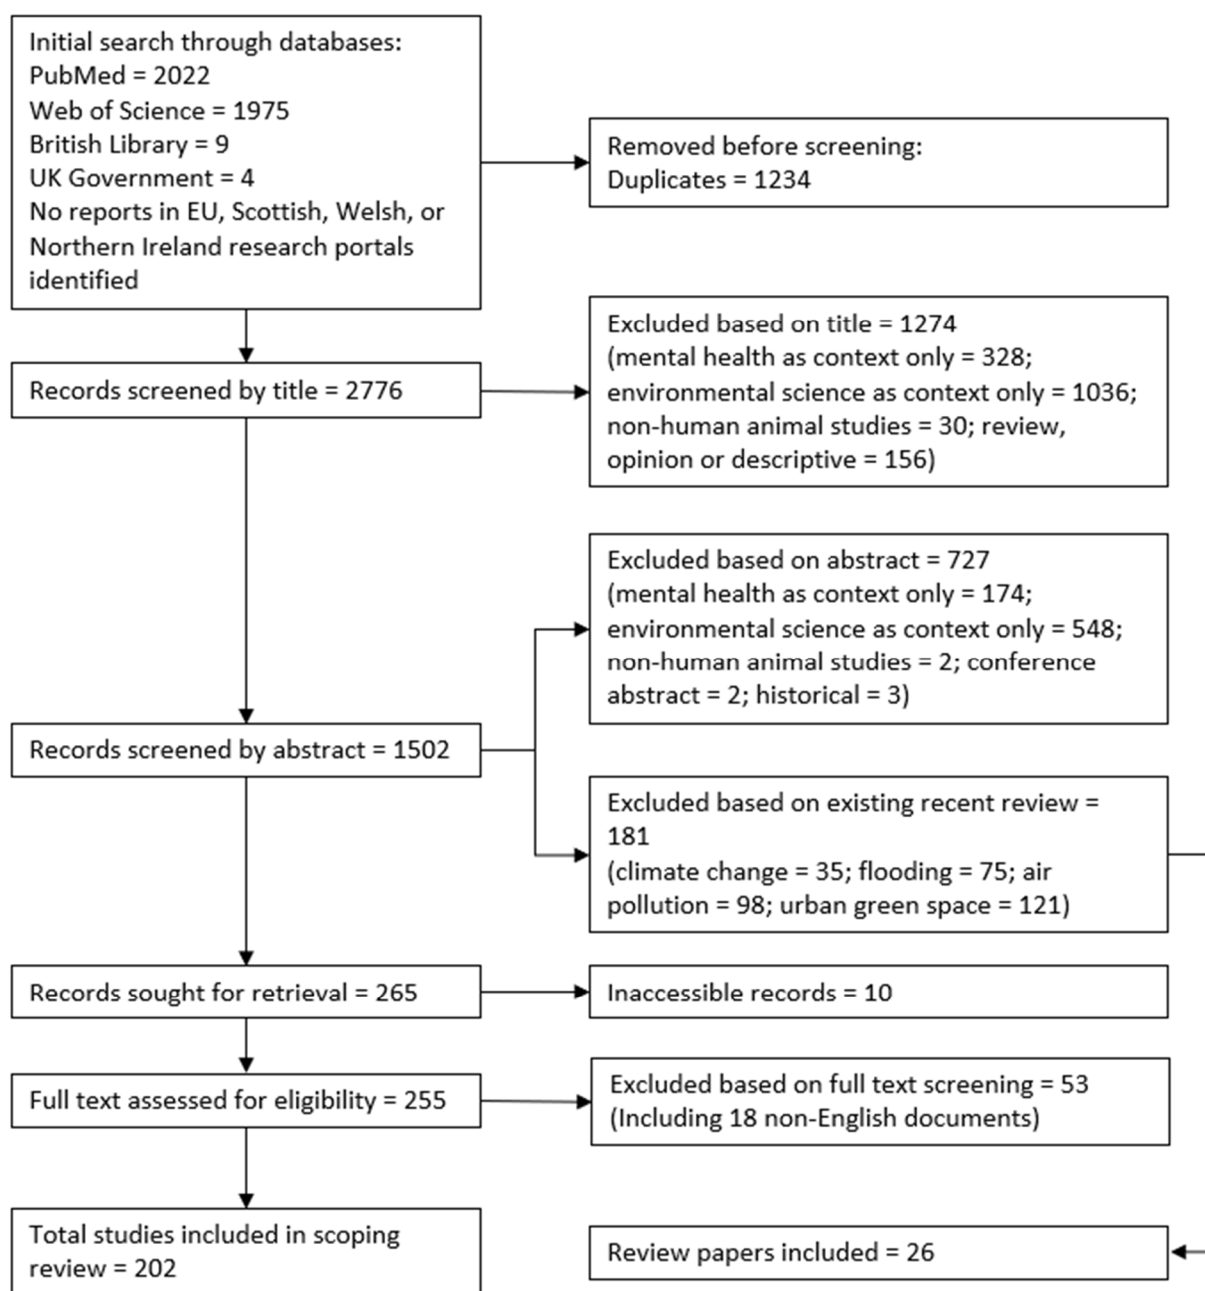 Initial search through databases:
PubMed = 2022
Web of Science = 1975
British Library = 9
UK Government = 4
No reports in EU, Scottish, Welsh, or
Northern Ireland research portals
identified
Removed before screening:
Duplicates = 1234
Records screened by title = 2776
Excluded based on title = 1274
(mental health as context only = 328;
environmental science as context only = 1036;
non-human animal studies = 30; review,
opinion or descriptive = 156)
Excluded based on abstract = 727
(mental health as context only = 174;
environmental science as context only = 548;
non-human animal studies = 2; conference
abstract = 2; historical = 3)
Records screened by abstract = 1502
Excluded based on existing recent review =
181
(climate change = 35; flooding = 75; air
pollution = 98; urban green space = 121)
Records sought for retrieval = 265
Inaccessible records = 10
Full text assessed for eligibility = 255
Excluded based on full text screening = 53
(Including 18 non-English documents)
Total studies included in scoping
review = 202
Review papers included = 26